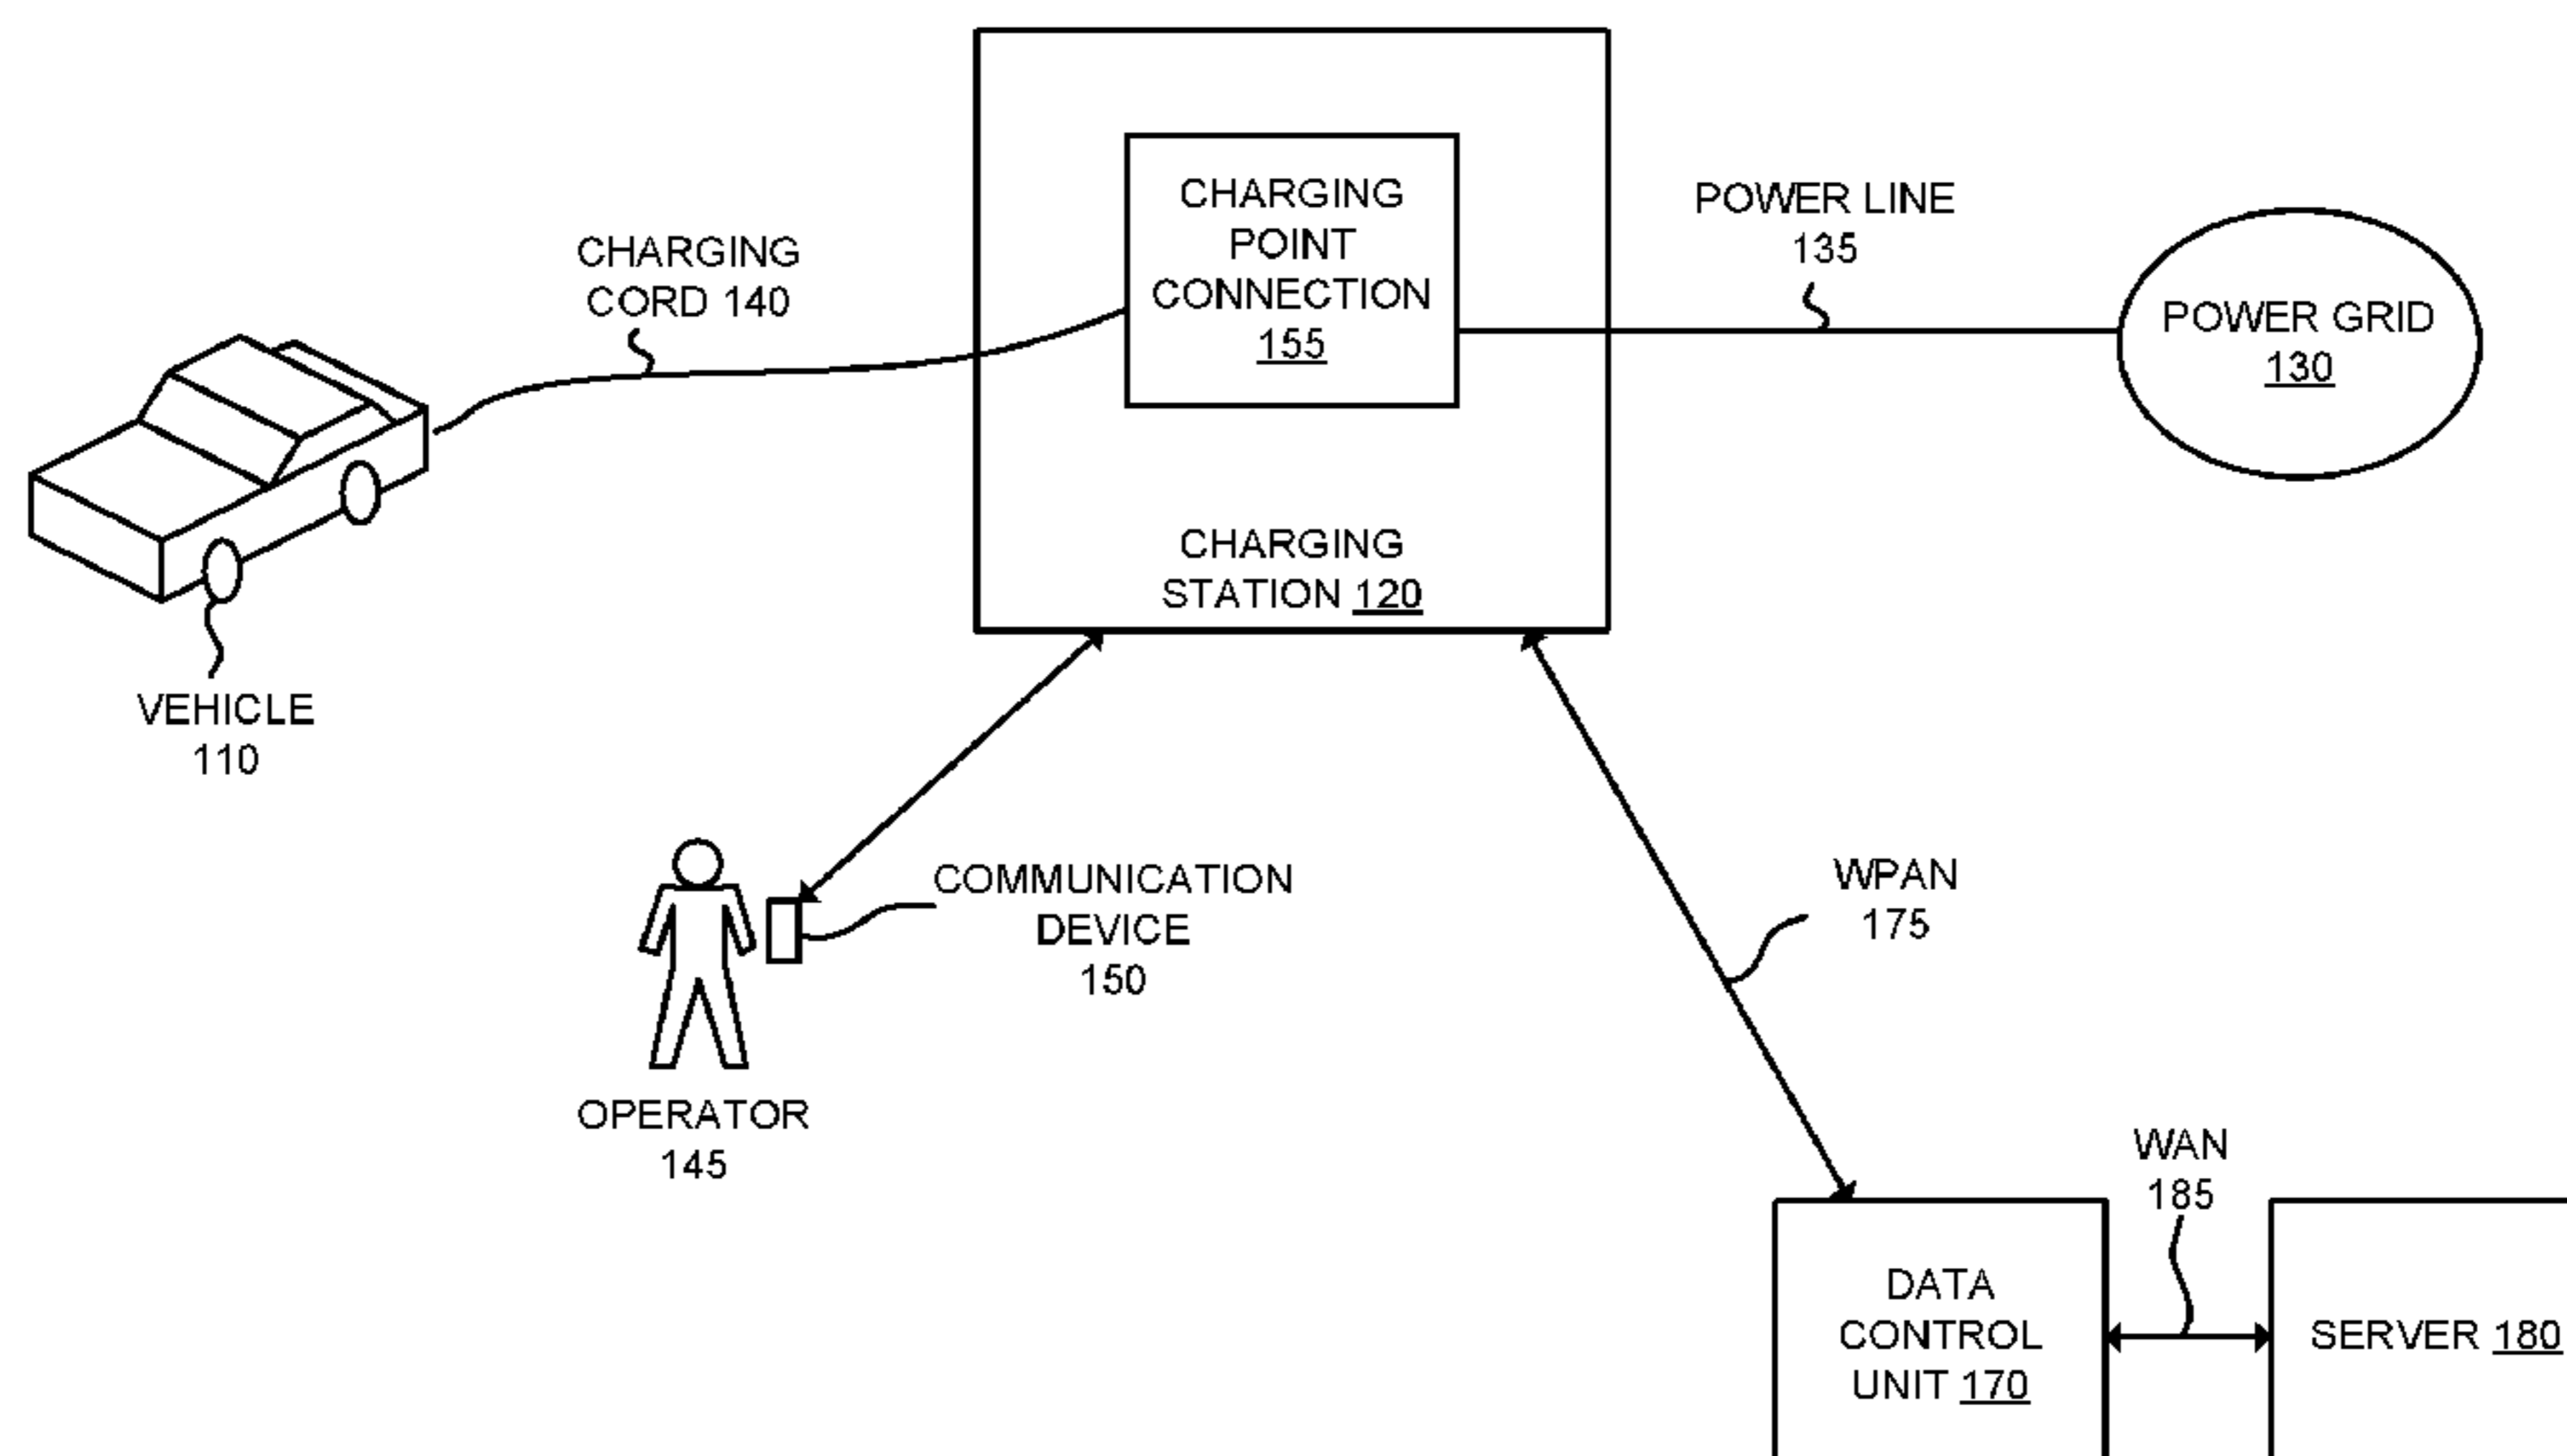 CHARGING
POINT
CONNECTION
155
POWER LINE
135
CHARGING
CORD 140
POWER GRID
130
CHARGING
STATION 120
VEHICLE
110
COMMUNICATION
DEVICE
150
WPAN
175
OPERATOR
145
WAN
185
DATA
CONTROL
UNIT 170
SERVER 180